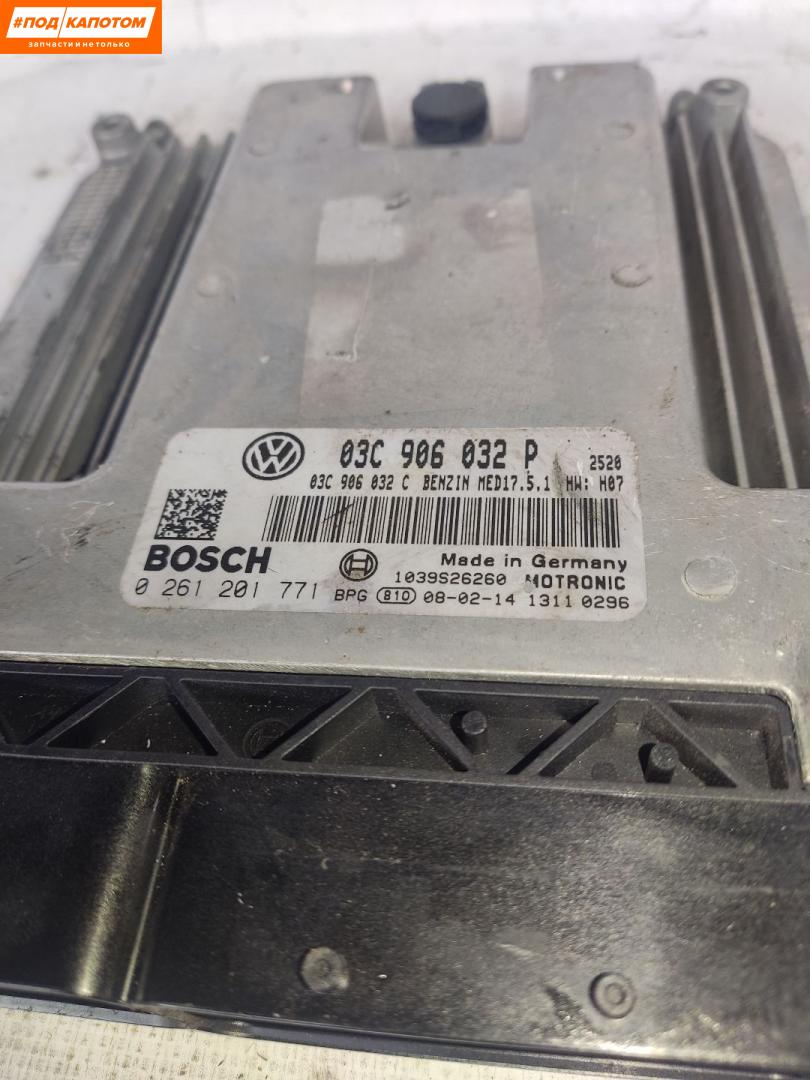 #ПОД КАПОТОМ
запчасти и не только
03C 906 032 P 2520
03C 906 032 C BENZIN MED17.5.1 HW: H07
BOSCH
Made in Germany
1039S26260 MOTRONIC
0 261 201 771 BPG 810 08-02-14 1311 0296